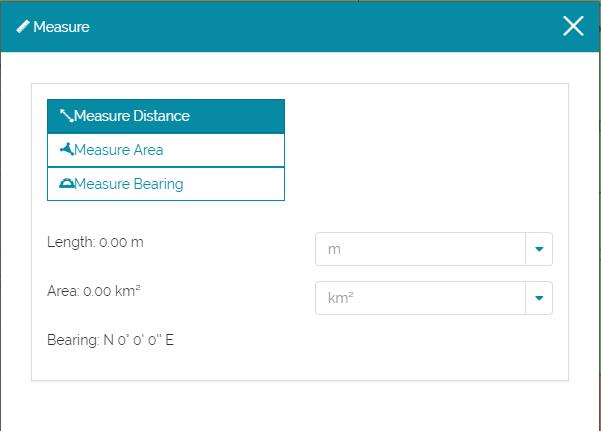 Measure
Measure Distance
Measure Area
Measure Bearing
Length: 0.00 m
m
Area: 0.00 km²
km²
Bearing: N 0° 0' 0'' E